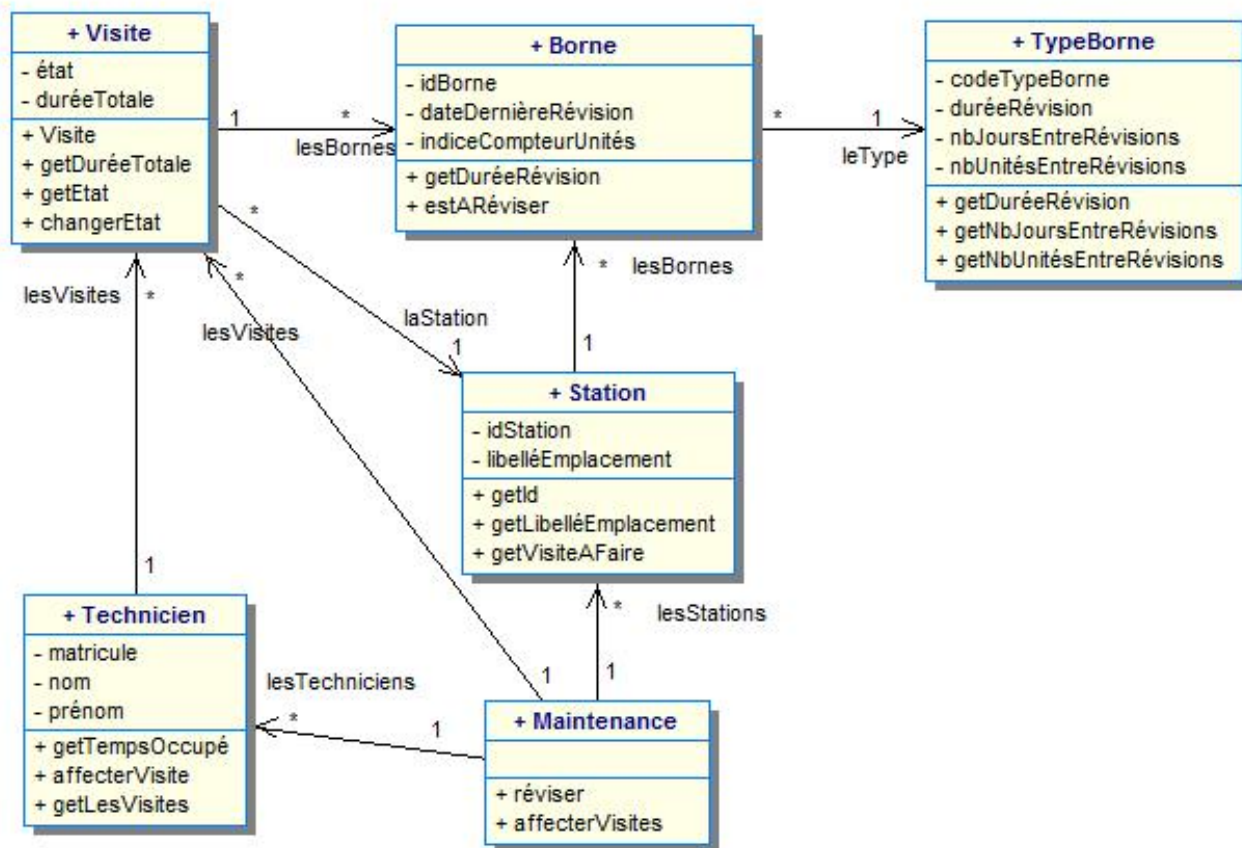 + Visite
- état
- duréeTotale
+ Visite
+ getDuréeTotale
+ getEtat
+ changerEtat
1
*
lesBornes
+ Borne
- idBorne
- dateDernièreRévision
- indiceCompteurUnités
+ getDuréeRévision
+ estARéviser
*
1
leType
+ TypeBorne
- codeTypeBorne
- duréeRévision
- nbJoursEntreRévisions
- nbUnitésEntreRévisions
+ getDuréeRévision
+ getNbJoursEntreRévisions
+ getNbUnitésEntreRévisions
*
laStation
1
* lesBornes
1
lesVisites *
*
lesVisites
+ Station
- idStation
- libelléEmplacement
+ getId
+ getLibelléEmplacement
+ getVisiteAFaire
1
* lesStations
1
+ Technicien
- matricule
- nom
- prénom
+ getTempsOccupé
+ affecterVisite
+ getLesVisites
lesTechniciens
*
1
1
+ Maintenance
+ réviser
+ affecterVisites